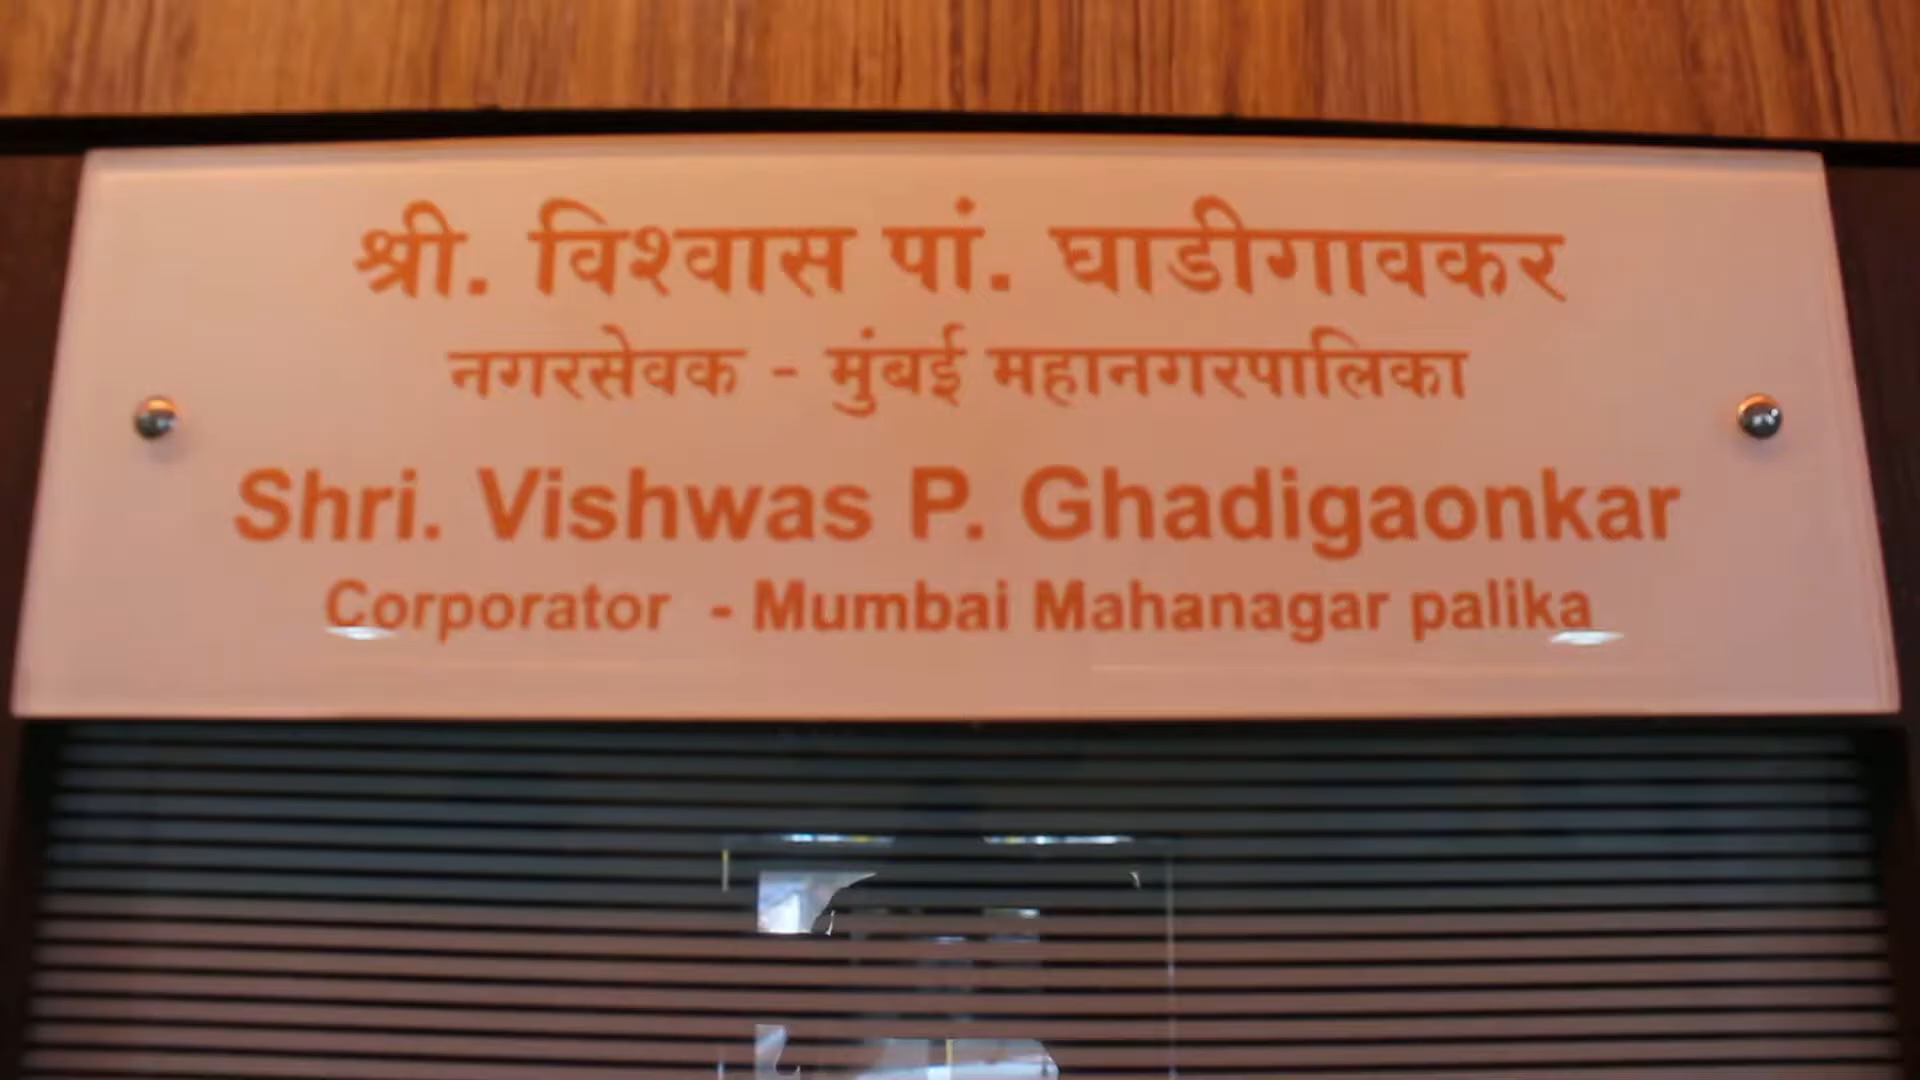 श्री. विश्वास पां. घाडीगावकर
नगरसेवक - मुंबई महानगरपालिका
Shri. Vishwas P. Ghadigaonkar
Corporator - Mumbai Mahanagar palika